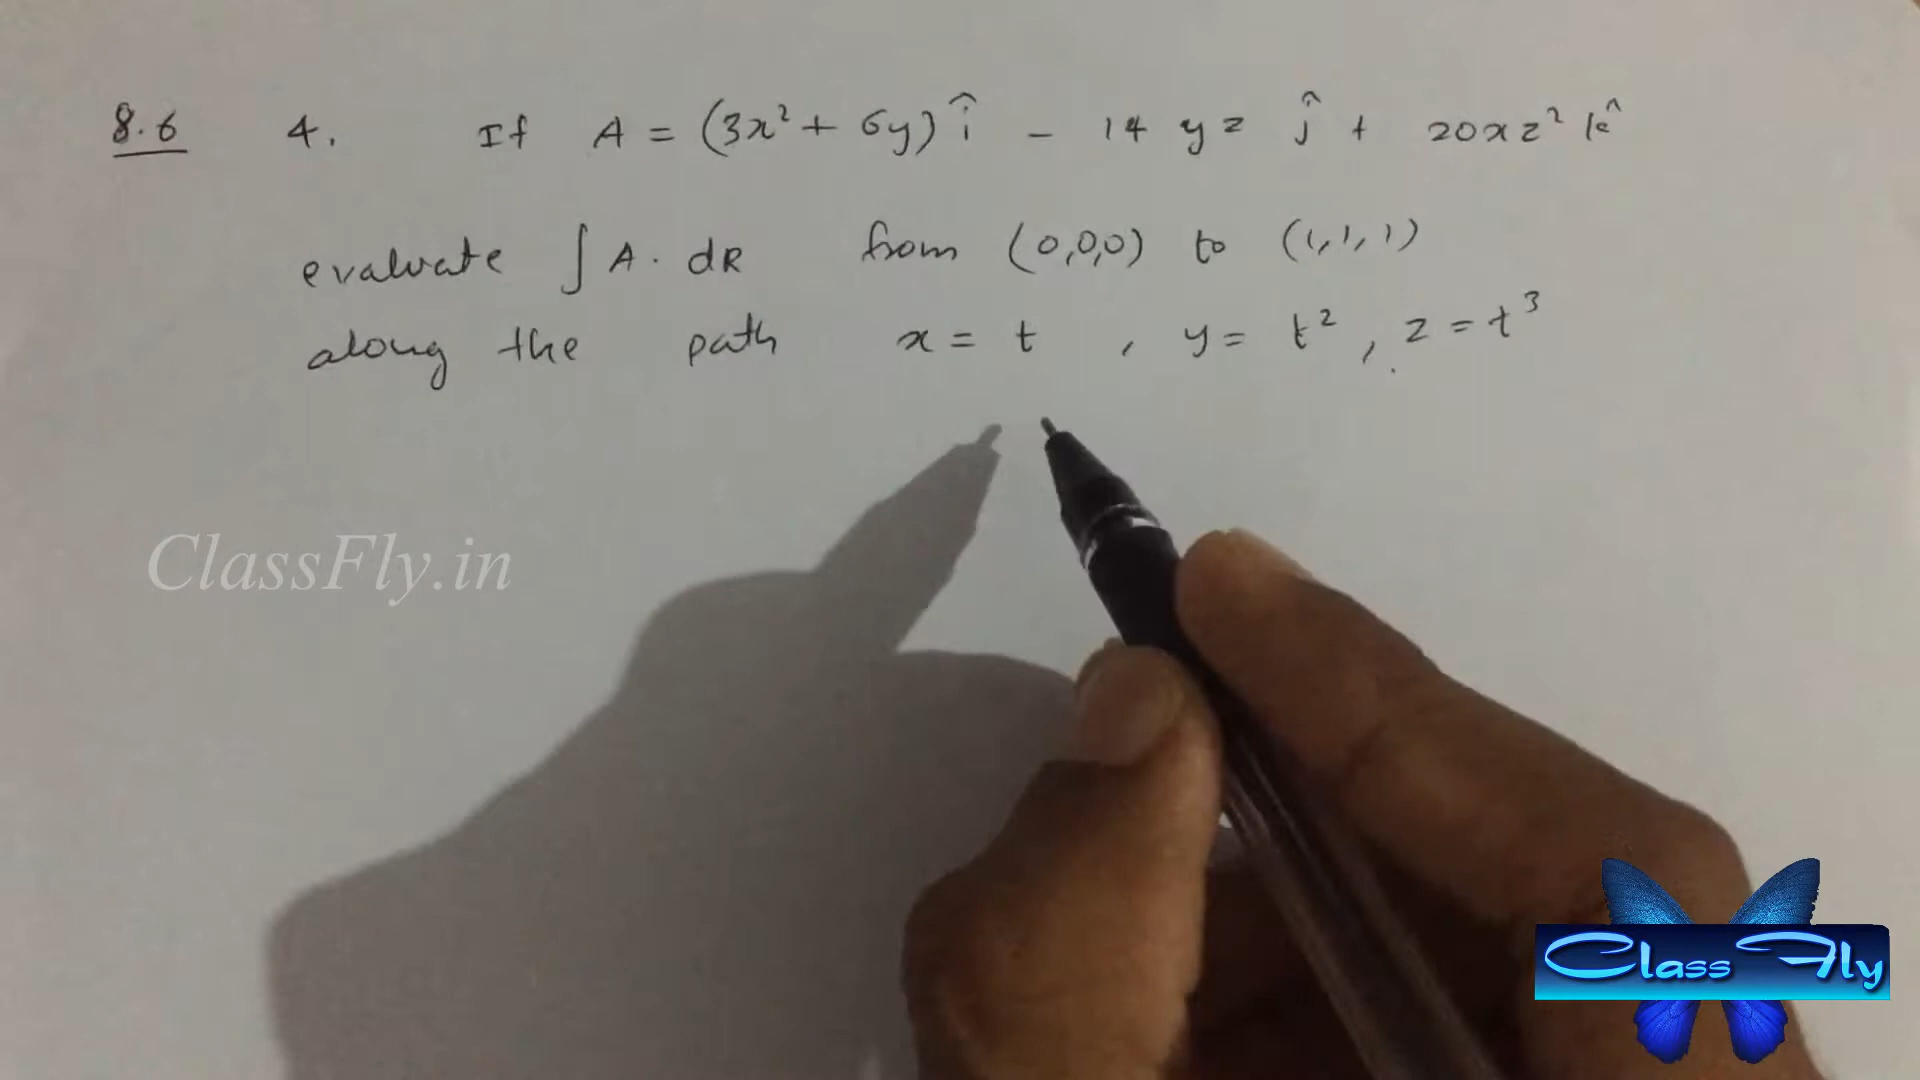 8.6 4. If A = (3x² + 6y) î - 14 yz ĵ + 20xz² k̂
evaluate ∫ A . dR from (0,0,0) to (1,1,1)
along the path x = t , y = t² , z = t³
ClassFly.in
Class Fly